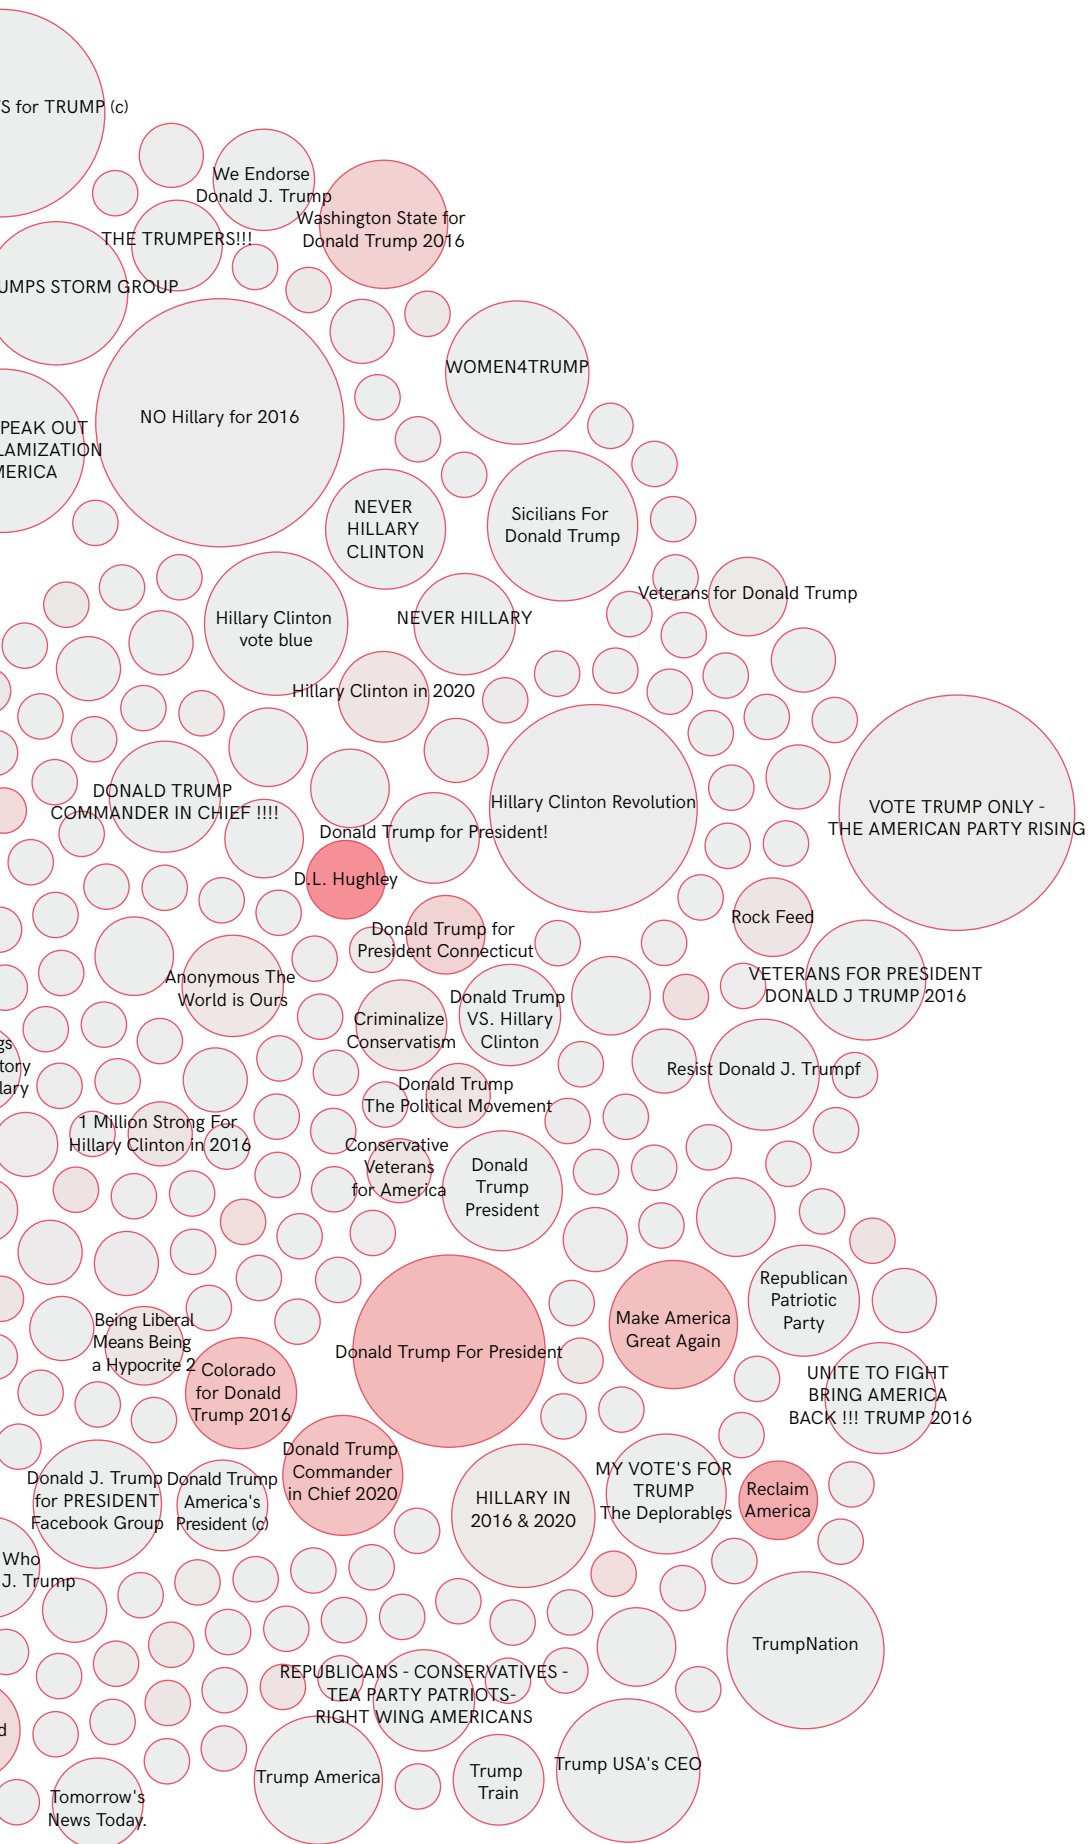 S for TRUMP (c)
We Endorse
Donald J. Trump
Washington State for
Donald Trump 2016
THE TRUMPERS!!!
UMPS STORM GROUP
WOMEN4TRUMP
NO Hillary for 2016
PEAK OUT
LAMIZATION
MERICA
NEVER
HILLARY
CLINTON
Sicilians For
Donald Trump
Veterans for Donald Trump
Hillary Clinton
vote blue
NEVER HILLARY
Hillary Clinton in 2020
DONALD TRUMP
COMMANDER IN CHIEF !!!!
Hillary Clinton Revolution
VOTE TRUMP ONLY -
THE AMERICAN PARTY RISING
Donald Trump for President!
D.L. Hughley
Rock Feed
Donald Trump for
President Connecticut
Anonymous The
World is Ours
VETERANS FOR PRESIDENT
DONALD J TRUMP 2016
Donald Trump
VS. Hillary
Clinton
Criminalize
Conservatism
gs
tory
lary
Resist Donald J. Trumpf
Donald Trump
The Political Movement
1 Million Strong For
Hillary Clinton in 2016
Conservative
Veterans
for America
Donald
Trump
President
Republican
Patriotic
Party
Make America
Great Again
Being Liberal
Means Being
a Hypocrite 2
Donald Trump For President
Colorado
for Donald
Trump 2016
UNITE TO FIGHT
BRING AMERICA
BACK !!! TRUMP 2016
Donald Trump
Commander
in Chief 2020
Donald J. Trump
for PRESIDENT
Facebook Group
Donald Trump
America's
President (c)
HILLARY IN
2016 & 2020
MY VOTE'S FOR
TRUMP
The Deplorables
Reclaim
America
Who
J. Trump
TrumpNation
REPUBLICANS - CONSERVATIVES -
TEA PARTY PATRIOTS-
RIGHT WING AMERICANS
d
Trump America
Trump
Train
Trump USA's CEO
Tomorrow's
News Today.